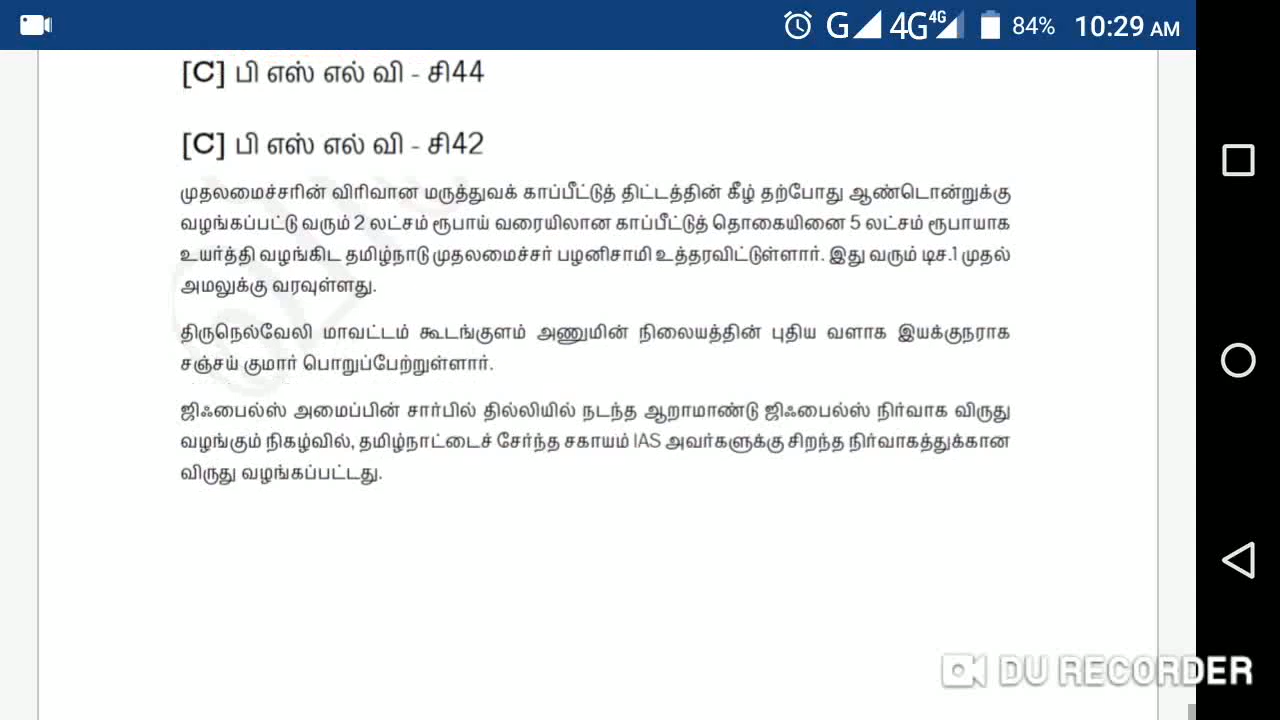 G 4G 4G 84% 10:29 AM
[C] பி எஸ் எல் வி - சி44
[C] பி எஸ் எல் வி - சி42
முதலமைச்சரின் விரிவான மருத்துவக் காப்பீட்டுத் திட்டத்தின் கீழ் தற்போது ஆண்டொன்றுக்கு
வழங்கப்பட்டு வரும் 2 லட்சம் ரூபாய் வரையிலான காப்பீட்டுத் தொகையினை 5 லட்சம் ரூபாயாக
உயர்த்தி வழங்கிட தமிழ்நாடு முதலமைச்சர் பழனிசாமி உத்தரவிட்டுள்ளார். இது வரும் டிச.1 முதல்
அமலுக்கு வரவுள்ளது.
திருநெல்வேலி மாவட்டம் கூடங்குளம் அணுமின் நிலையத்தின் புதிய வளாக இயக்குநராக
சஞ்சய் குமார் பொறுப்பேற்றுள்ளார்.
ஜிஃபைல்ஸ் அமைப்பின் சார்பில் தில்லியில் நடந்த ஆறாமாண்டு ஜிஃபைல்ஸ் நிர்வாக விருது
வழங்கும் நிகழ்வில், தமிழ்நாட்டைச் சேர்ந்த சகாயம் IAS அவர்களுக்கு சிறந்த நிர்வாகத்துக்கான
விருது வழங்கப்பட்டது.
DU RECORDER